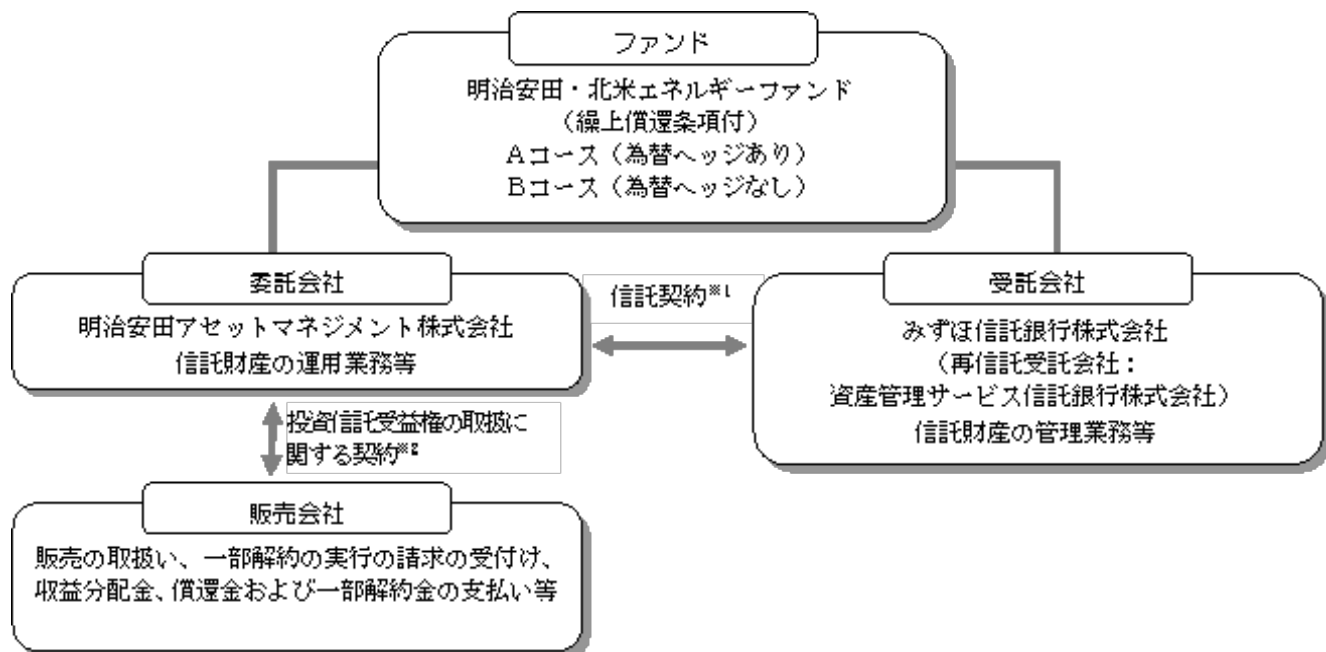 ファンド
明治安田・北米エネルギーファンド
(繰上償還条項付)
Aコース(為替ヘッジあり)
Bコース(為替ヘッジなし)
委託会社
明治安田アセットマネジメント株式会社
信託財産の運用業務等
信託契約※1
受託会社
みずほ信託銀行株式会社
(再信託受託会社:
資産管理サービス信託銀行株式会社)
信託財産の管理業務等
投資信託受益権の取扱に
関する契約※2
販売会社
販売の取扱い、一部解約の実行の請求の受付け、
収益分配金、償還金および一部解約金の支払い等